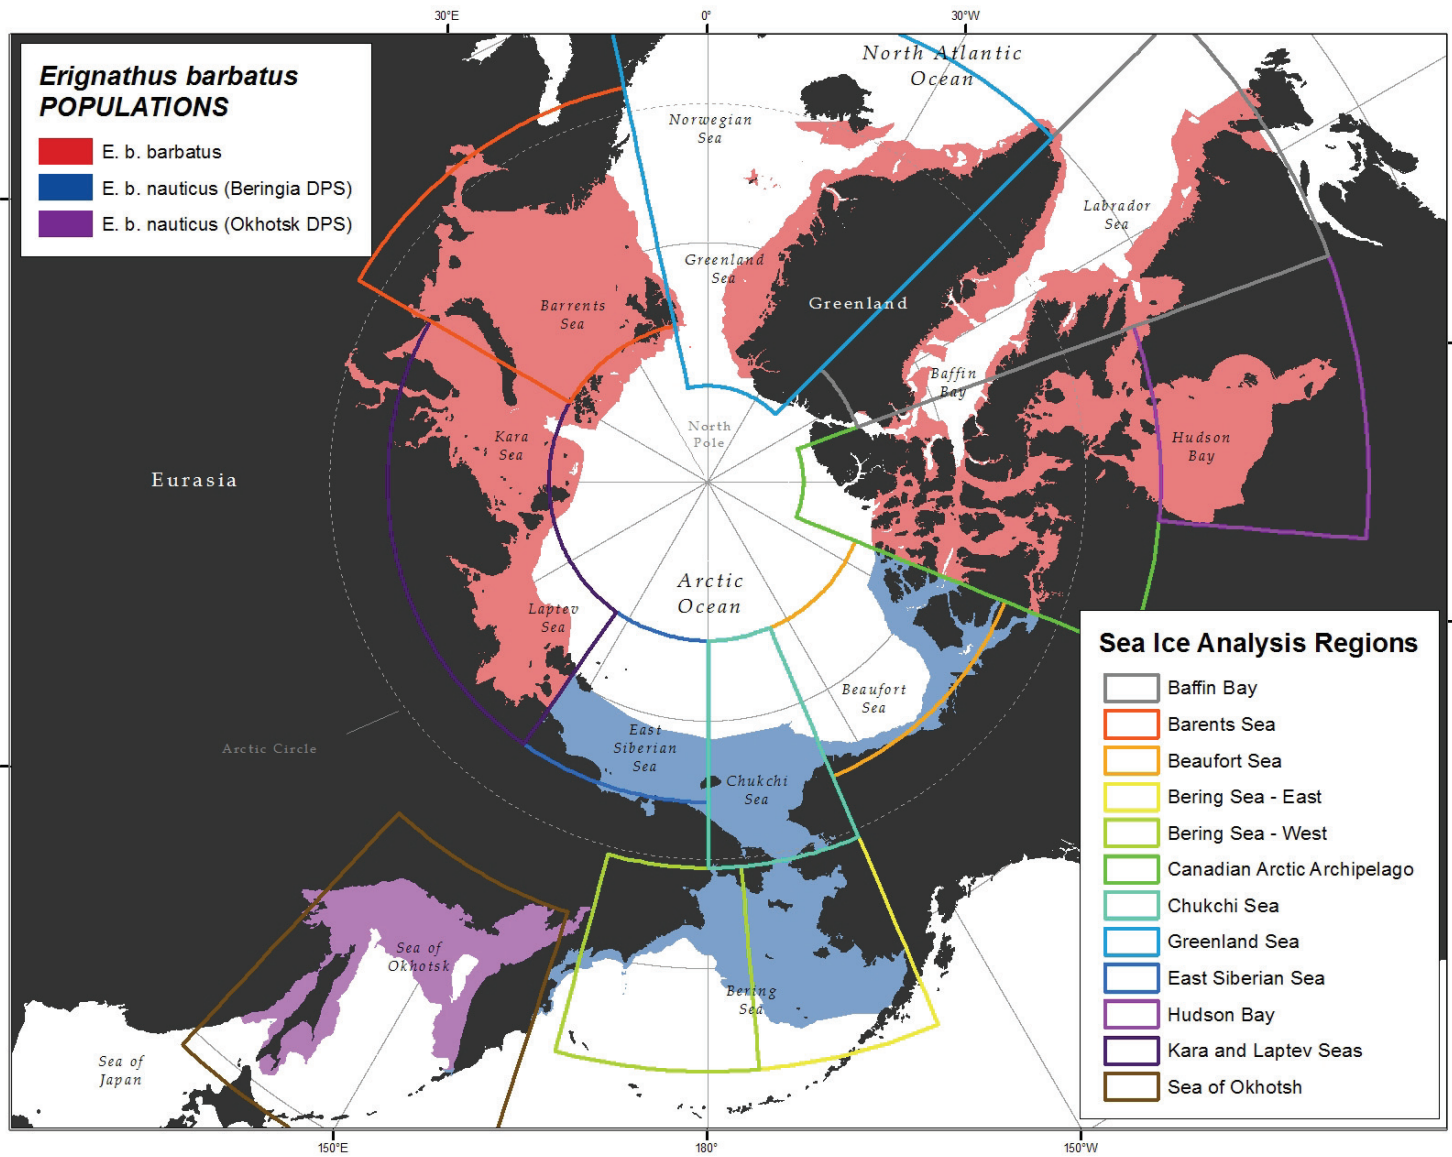 30°E
0°
30°W
Erignathus barbatus
POPULATIONS
E. b. barbatus
E. b. nauticus (Beringia DPS)
E. b. nauticus (Okhotsk DPS)
North Atlantic
Ocean
Norwegian
Sea
Labrador
Sea
Greenland
Sea
Greenland
Barrents
Sea
Baffin
Bay
North
Pole
Kara
Sea
Hudson
Bay
Eurasia
Arctic
Ocean
Laptev
Sea
Beaufort
Sea
East
Siberian
Sea
Arctic Circle
Chukchi
Sea
Sea of
Okhotsk
Bering
Sea
Sea of
Japan
Sea Ice Analysis Regions
Baffin Bay
Barents Sea
Beaufort Sea
Bering Sea - East
Bering Sea - West
Canadian Arctic Archipelago
Chukchi Sea
Greenland Sea
East Siberian Sea
Hudson Bay
Kara and Laptev Seas
Sea of Okhotsh
150°E
180°
150°W